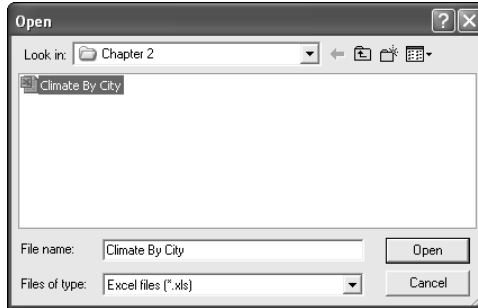 Open
Look in: Chapter 2
Climate By City
File name: Climate By City Open
Files of type: Excel files (*.xls) Cancel